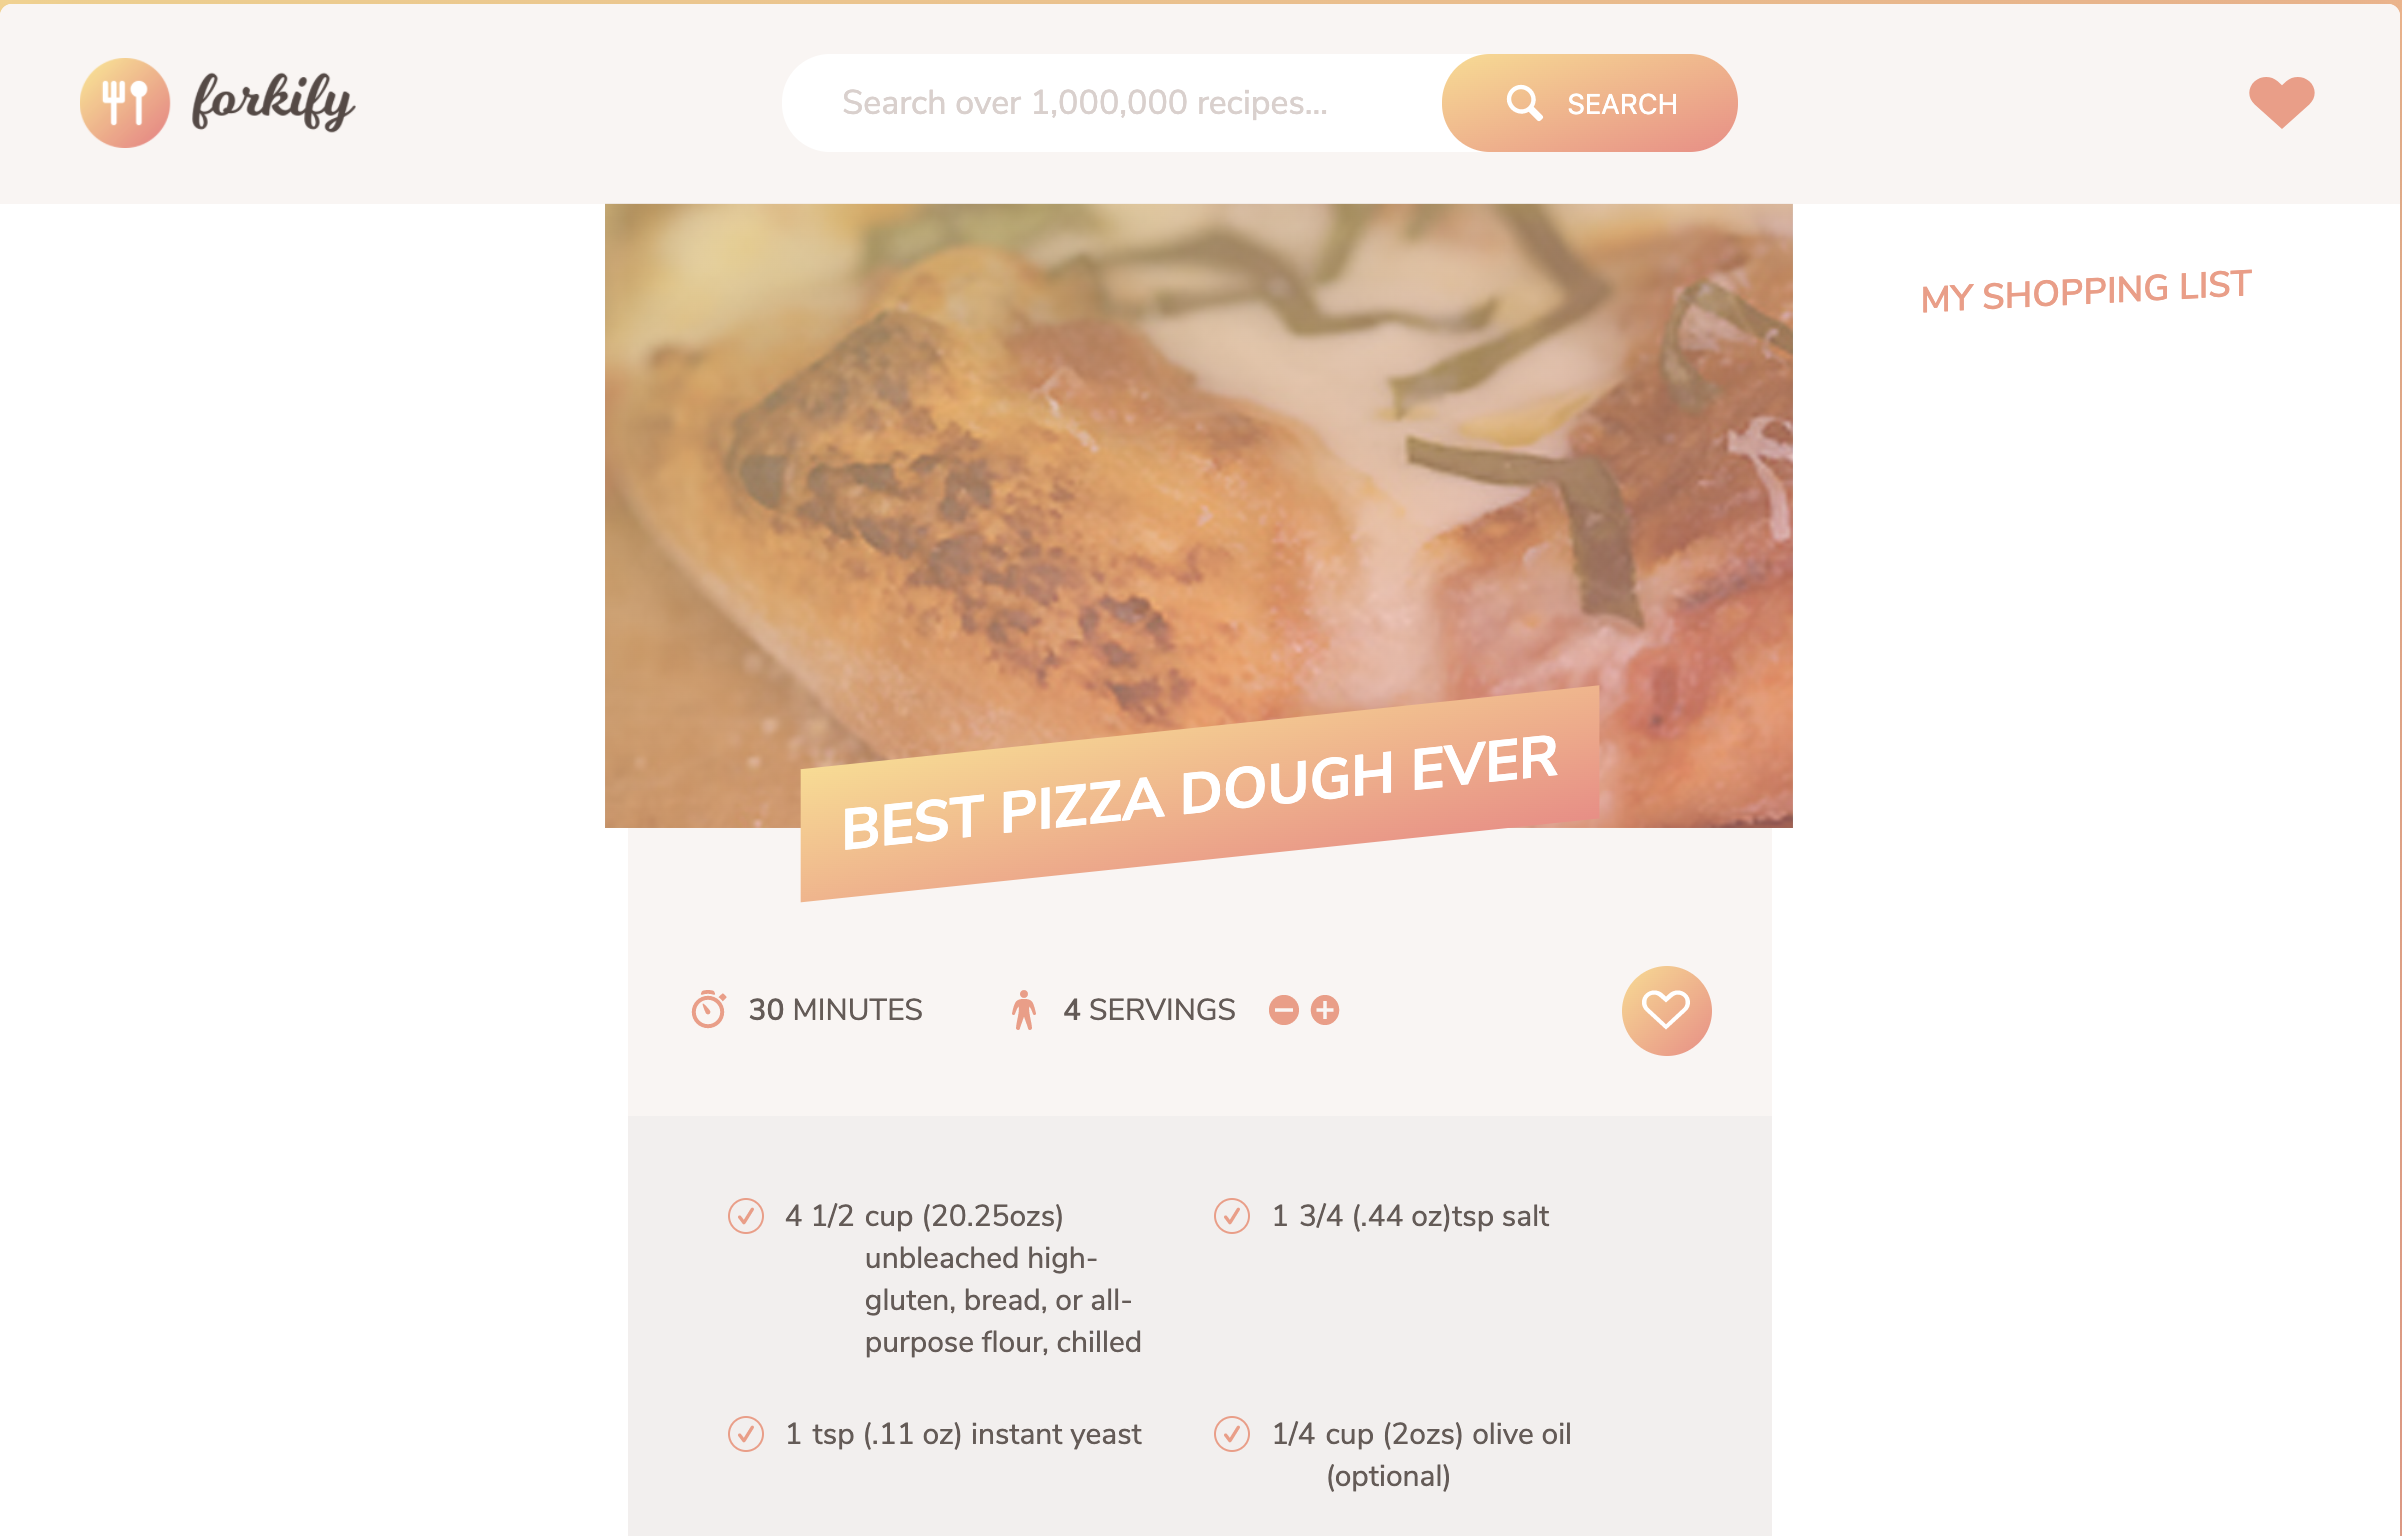 forkify
Search over 1,000,000 recipes...
SEARCH
MY SHOPPING LIST
BEST PIZZA DOUGH EVER
30 MINUTES
4 SERVINGS
4 1/2 cup (20.25ozs)
unbleached high-
gluten, bread, or all-
purpose flour, chilled
1 3/4 (.44 oz)tsp salt
1 tsp (.11 oz) instant yeast
1/4 cup (2ozs) olive oil
(optional)